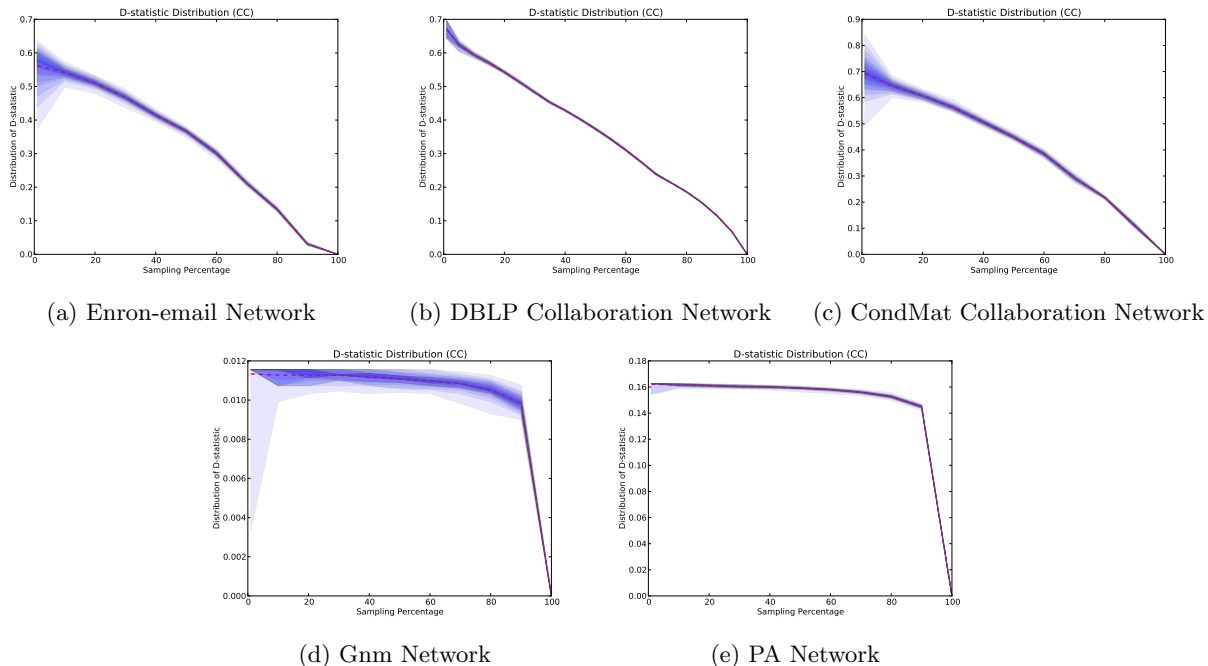 D-statistic Distribution (CC)
Distribution of D-statistic
0.7
0.6
0.5
0.4
0.3
0.2
0.1
0.0
0 20 40 60 80 100
Sampling Percentage
(a) Enron-email Network
D-statistic Distribution (CC)
Distribution of D-statistic
0.7
0.6
0.5
0.4
0.3
0.2
0.1
0.0
0 20 40 60 80 100
Sampling Percentage
(b) DBLP Collaboration Network
D-statistic Distribution (CC)
Distribution of D-statistic
0.9
0.8
0.7
0.6
0.5
0.4
0.3
0.2
0.1
0.0
0 20 40 60 80 100
Sampling Percentage
(c) CondMat Collaboration Network
D-statistic Distribution (CC)
Distribution of D-statistic
0.012
0.010
0.008
0.006
0.004
0.002
0.000
0 20 40 60 80 100
Sampling Percentage
(d) Gnm Network
D-statistic Distribution (CC)
Distribution of D-statistic
0.18
0.16
0.14
0.12
0.10
0.08
0.06
0.04
0.02
0.00
0 20 40 60 80 100
Sampling Percentage
(e) PA Network